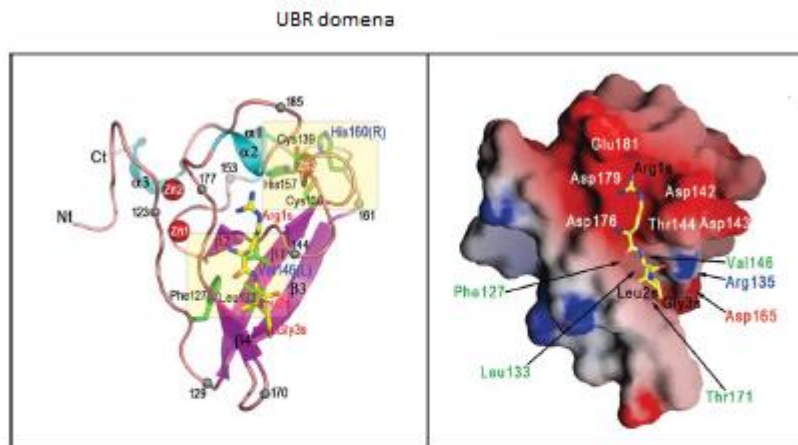 UBR domena
185
α1
α2
Cys139
His160(R)
Ct
α3
Zn2
177
153
His157
Nt
123
Zn1
Arg1s
161
144
Val146(L)
Phe127
β3
Gly3s
β4
129
170
Glu181
Arg1s
Asp179
Asp142
Asp176
Thr144
Asp143
Val146
Phe127
Arg135
Leu2s
Gly3s
Asp165
Leu133
Thr171